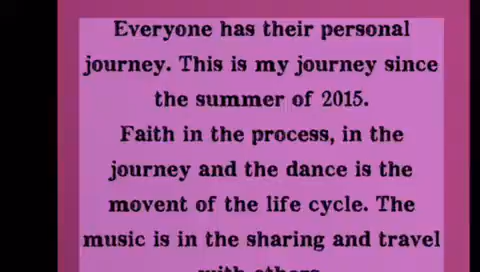 Everyone has their personal
journey. This is my journey since
the summer of 2015.
Faith in the process, in the
journey and the dance is the
movent of the life cycle. The
music is in the sharing and travel
with others